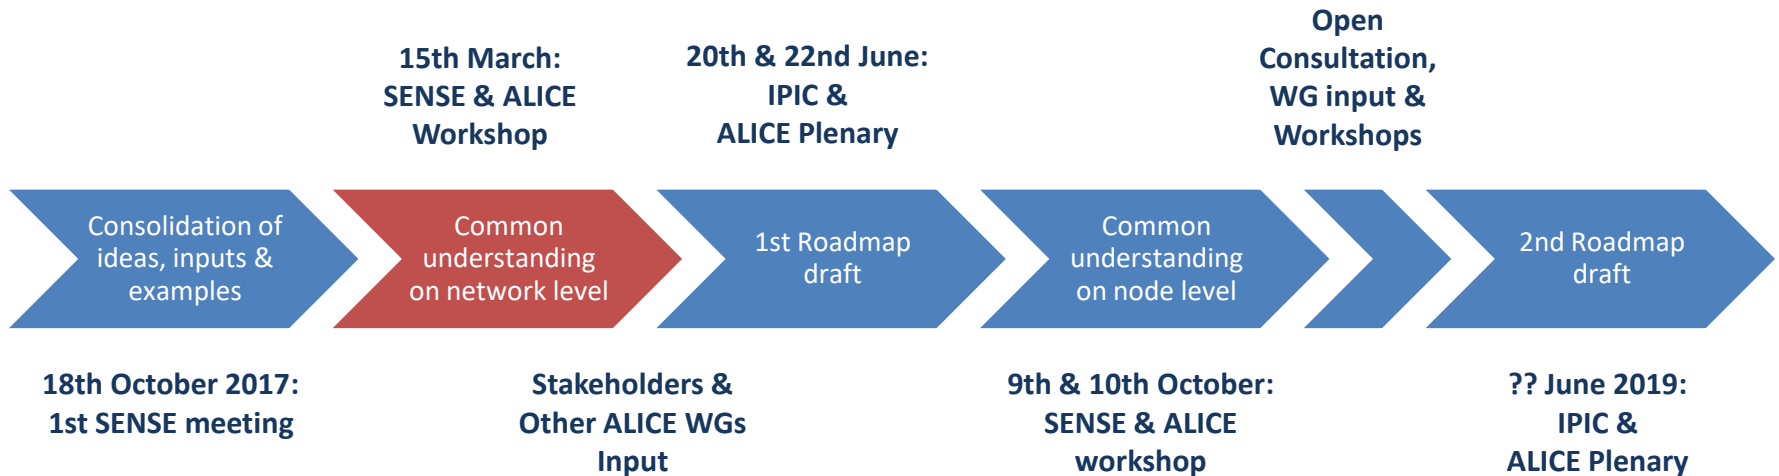 15th March:
SENSE & ALICE
Workshop
20th & 22nd June:
IPIC &
ALICE Plenary
Open
Consultation,
WG input &
Workshops
Consolidation of
ideas, inputs &
examples
Common
understanding
on network level
1st Roadmap
draft
Common
understanding
on node level
2nd Roadmap
draft
18th October 2017:
1st SENSE meeting
Stakeholders &
Other ALICE WGs
Input
9th & 10th October:
SENSE & ALICE
workshop
?? June 2019:
IPIC &
ALICE Plenary